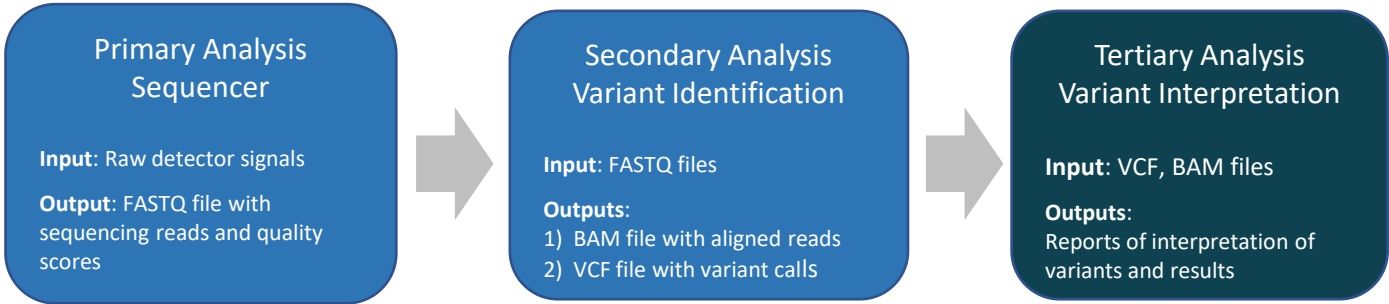 Primary Analysis
Sequencer
Input: Raw detector signals
Output: FASTQ file with
sequencing reads and quality
scores
Secondary Analysis
Variant Identification
Input: FASTQ files
Outputs:
1) BAM file with aligned reads
2) VCF file with variant calls
Tertiary Analysis
Variant Interpretation
Input: VCF, BAM files
Outputs:
Reports of interpretation of
variants and results